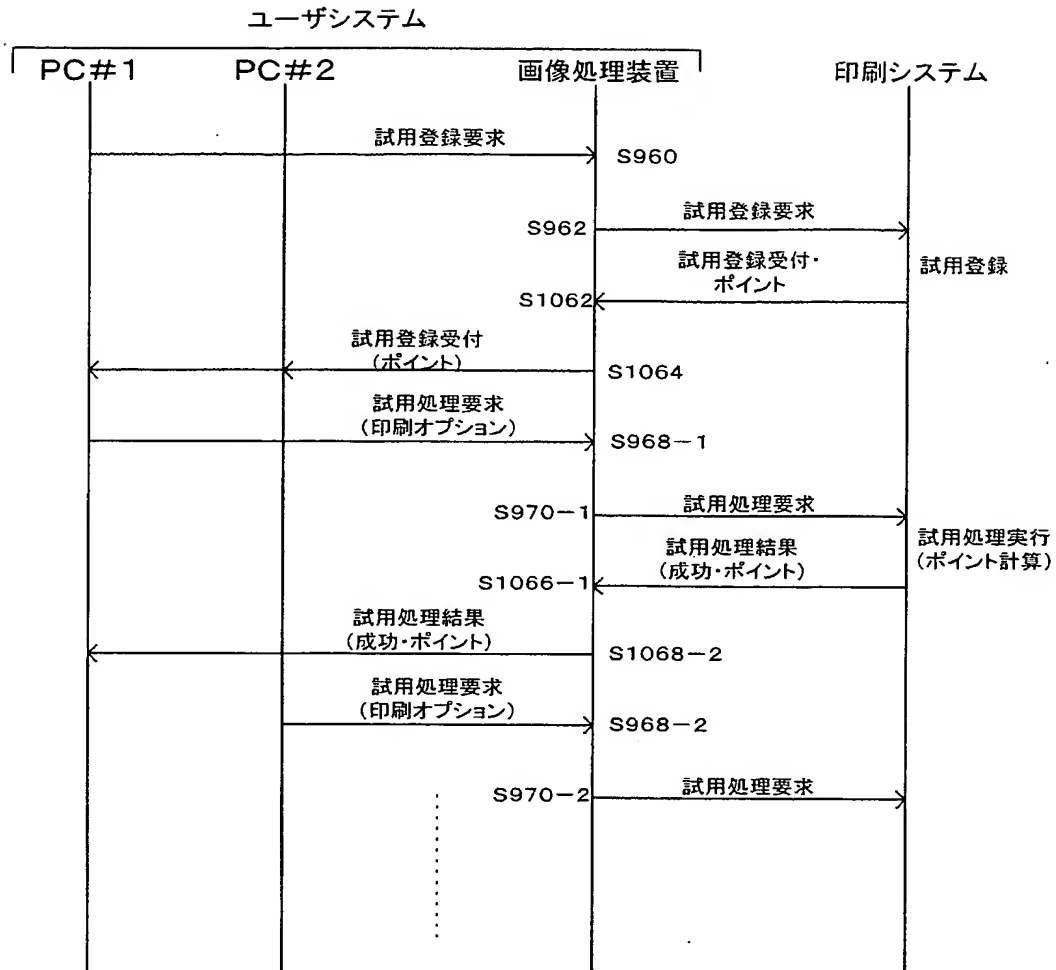 ユーザシステム
PC#1
PC#2
画像処理装置
印刷システム
試用登録要求
S960
試用登録要求
S962
試用登録受付・
ポイント
試用登録
S1062
試用登録受付
(ポイント)
S1064
試用処理要求
(印刷オプション)
S968-1
試用処理要求
S970-1
試用処理実行
(ポイント計算)
試用処理結果
(成功・ポイント)
S1066-1
試用処理結果
(成功・ポイント)
S1068-2
試用処理要求
(印刷オプション)
S968-2
試用処理要求
S970-2